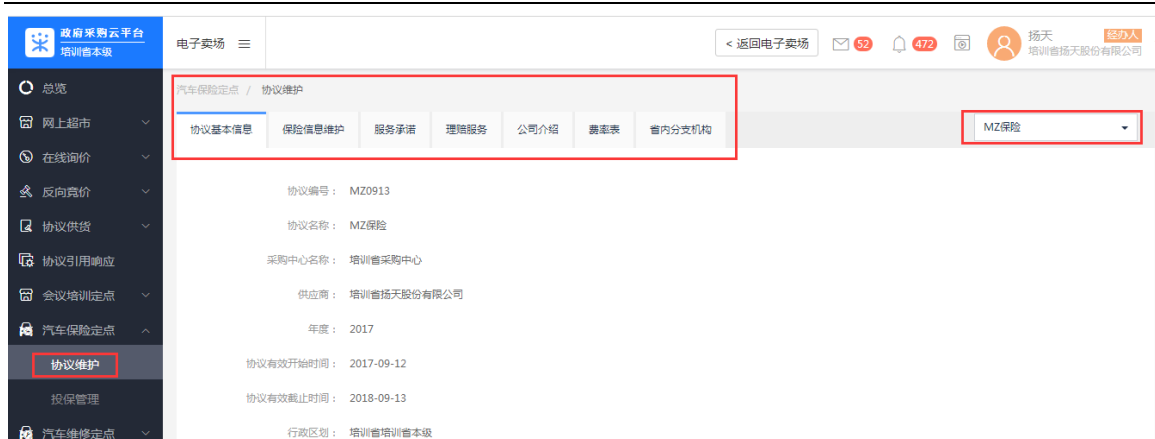 政府采购云平台
培训省本级
电子卖场
< 返回电子卖场
52
472
扬天
经办人
培训省扬天股份有限公司
总览
网上超市
在线询价
反向竞价
协议供货
协议引用响应
会议培训定点
汽车保险定点
协议维护
投保管理
汽车维修定点
汽车保险定点 / 协议维护
协议基本信息
保险信息维护
服务承诺
理赔服务
公司介绍
费率表
省内分支机构
MZ保险
协议编号： MZ0913
协议名称： MZ保险
采购中心名称： 培训省采购中心
供应商： 培训省扬天股份有限公司
年度： 2017
协议有效开始时间： 2017-09-12
协议有效截止时间： 2018-09-13
行政区划： 培训省培训省本级